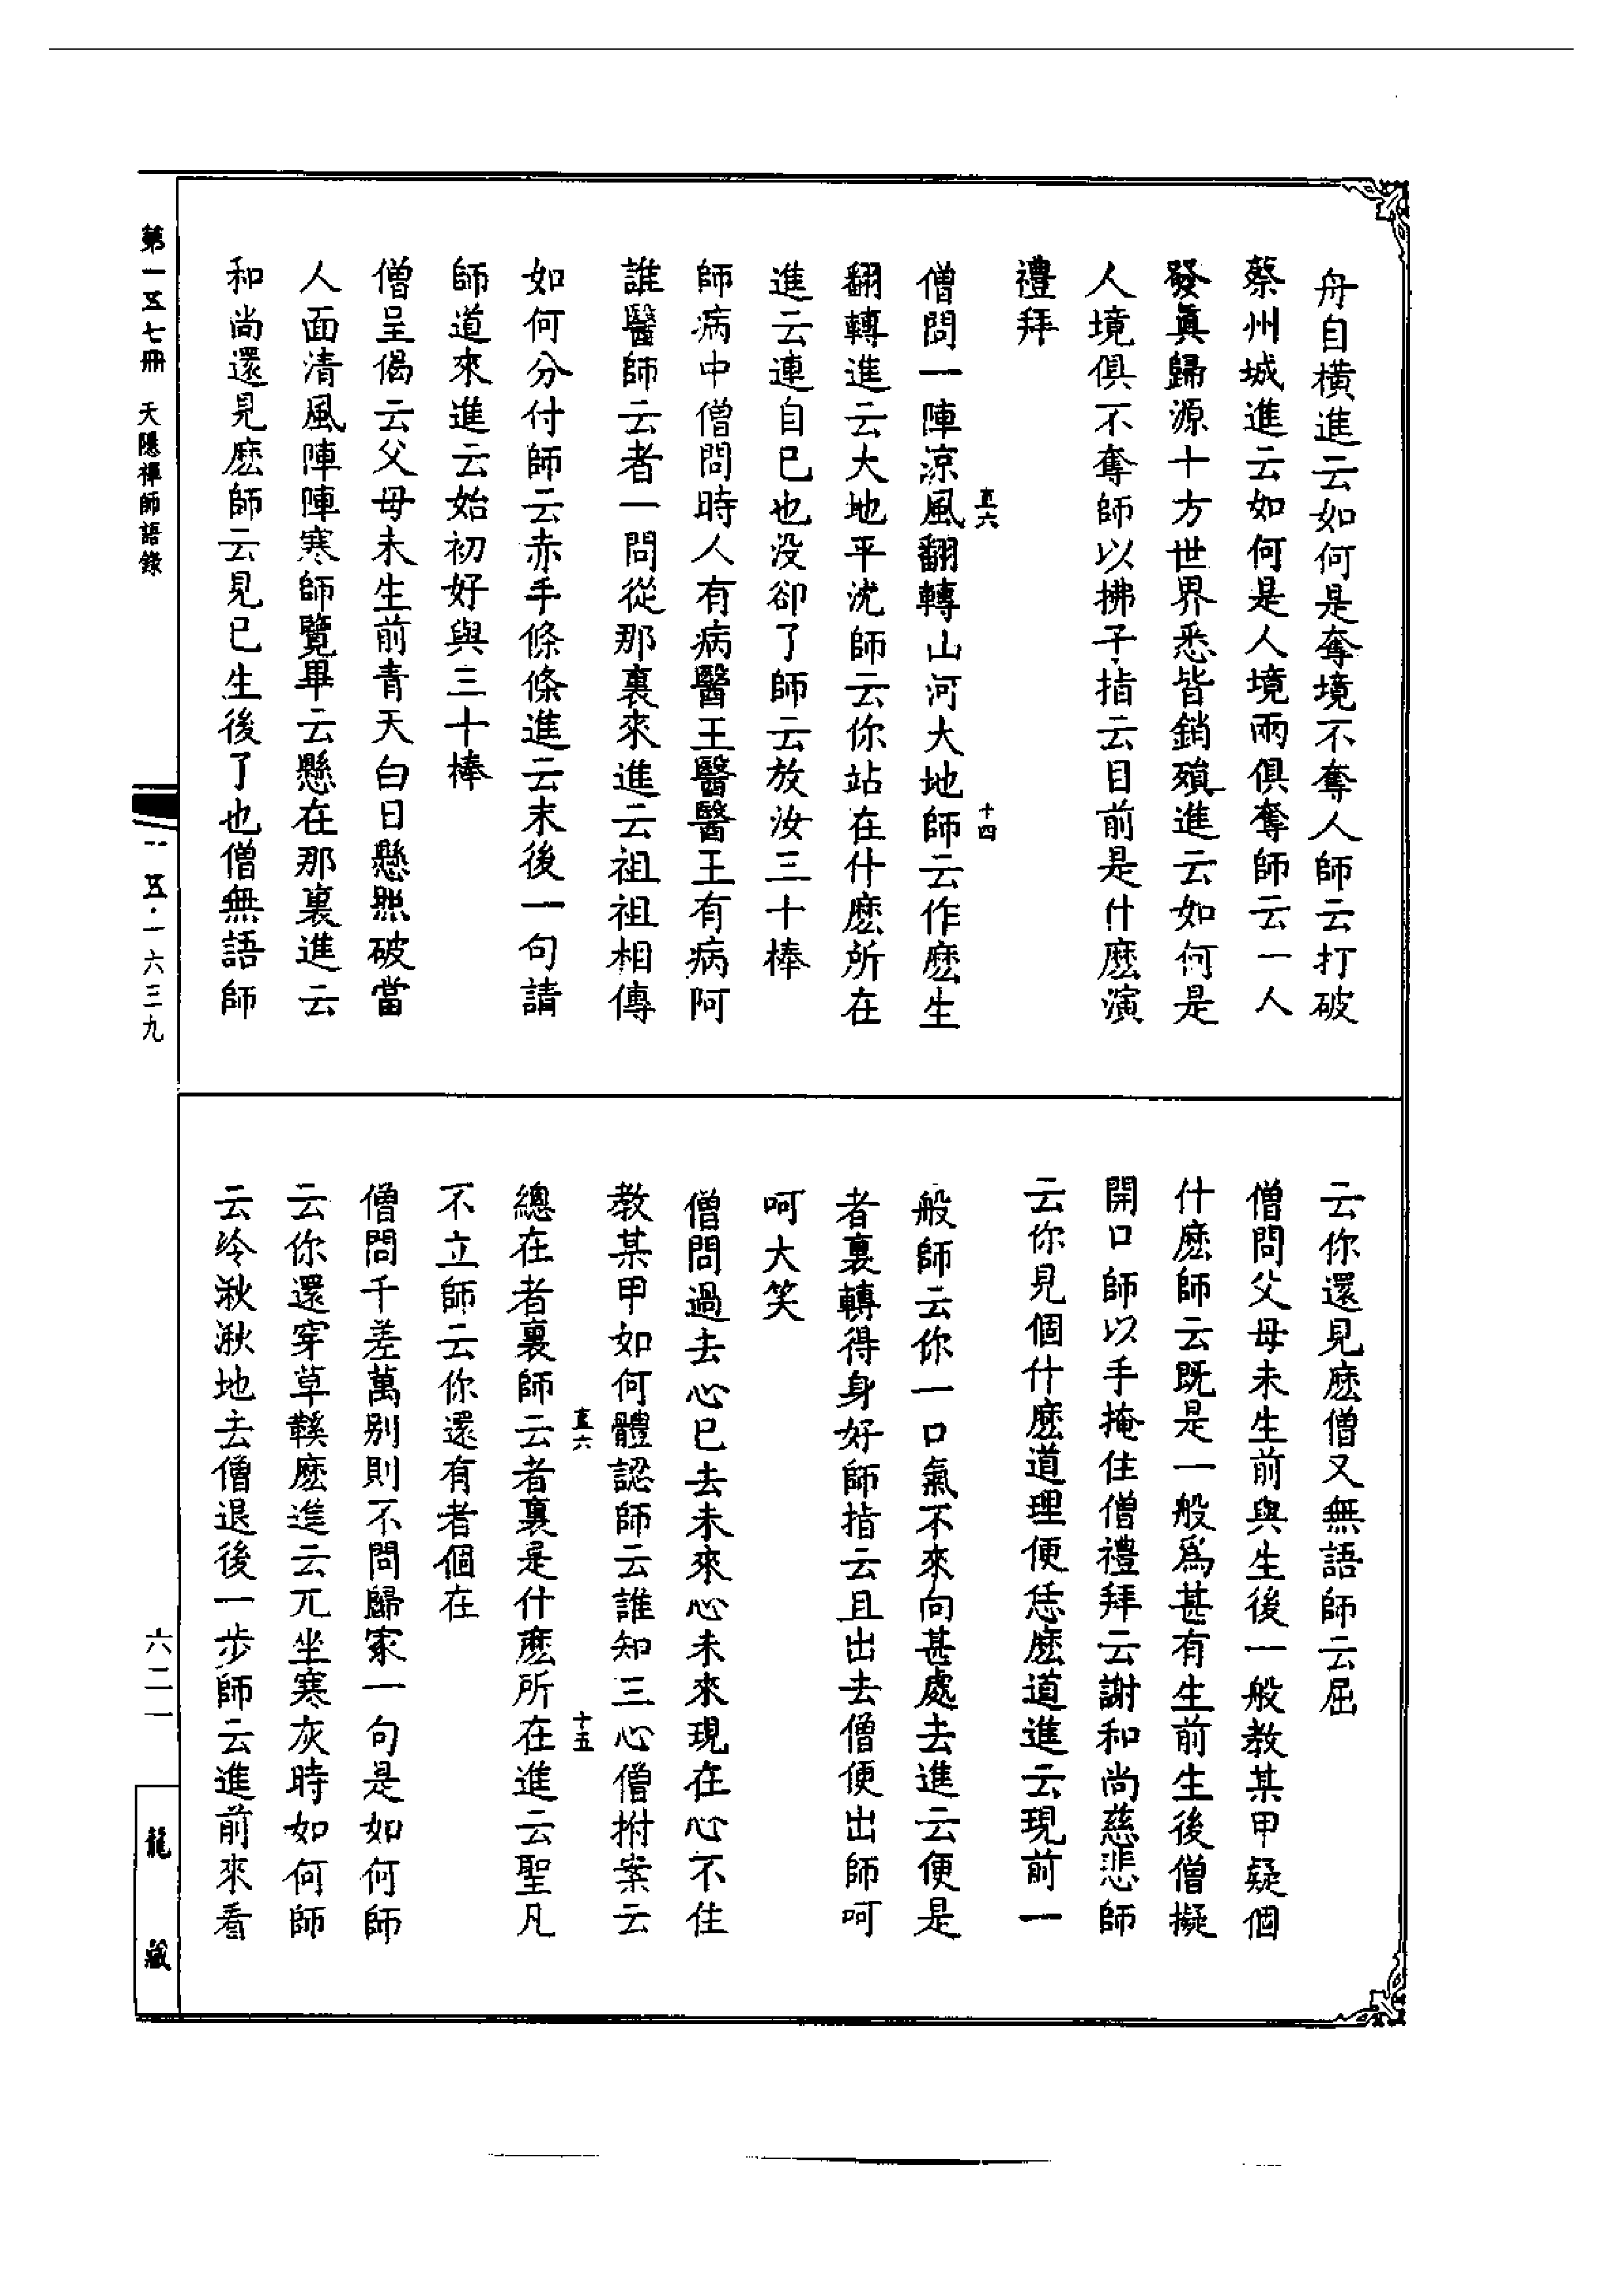 舟自橫進云如何是奪境不奪人師云打破
蔡州城進云如何是人境兩俱奪師云一人
發眞歸源十方世界悉皆銷殞進云如何是
人境俱不奪師以拂子指云目前是什麽演
禮拜
直六
十四
僧問一陣凉風翻轉山河大地師云作麽生
翻轉進云大地平沈師云你站在什麽所在
進云連自已也没卻了師云放汝三十棒
師病中僧問時人有病醫王醫醫王有病阿
誰醫師云者一問從那裏來進云祖祖相傳
如何分付師云赤手條條進云末後一句請
師道來進云始初好與三十棒
僧呈偈云父母未生前青天白日懸照破當
人面清風陣陣寒師覽畢云懸在那裏進云
和尚還見麽師云見已生後了也僧無語師
云你還見麽僧又無語師云屈
僧問父母未生前與生後一般教某甲疑個
什麽師云既是一般爲甚有生前生後僧擬
開口師以手掩住僧禮拜云謝和尚慈悲師
云你見個什麽道理便恁麽道進云現前一
般師云你一口氣不來向甚處去進云便是
者裏轉得身好師指云且出去僧便出師呵
呵大笑
僧問過去心已去未來心未來現在心不住
教某甲如何體認師云誰知三心僧拊案云
直六
十五
總在者裏師云者裏是什麽所在進云聖凡
不立師云你還有者個在
僧問千差萬别則不問歸家一句是如何師
云你還穿草鞵麽進云兀坐寒灰時如何師
云冷湫湫地去僧退後一步師云進前來看
第一五七冊 天隱禪師語錄
五·一六三九
六二一
龍藏